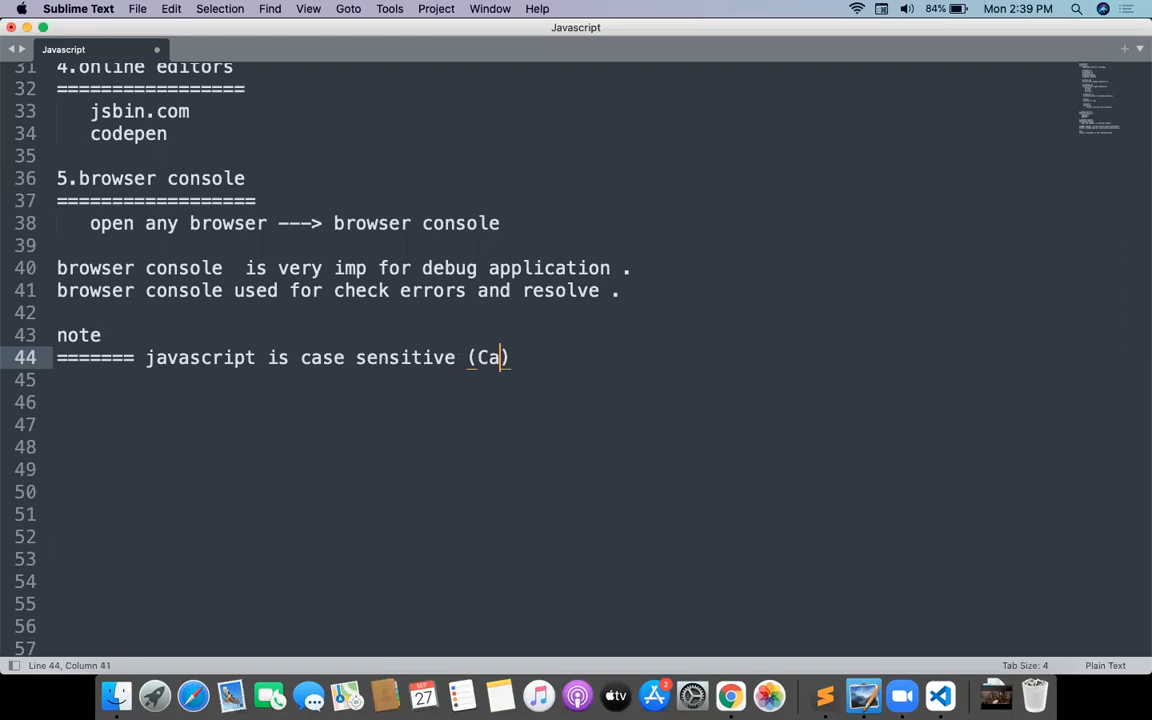 Sublime Text File Edit Selection Find View Goto Tools Project Window Help 84% Mon 2:39 PM
Javascript
Javascript
31 4.online editors
32 =================
33 jsbin.com
34 codepen
35
36 5.browser console
37 ==================
38 open any browser ---> browser console
39
40 browser console  is very imp for debug application .
41 browser console used for check errors and resolve .
42
43 note
44 ======= javascript is case sensitive (Ca)
45
46
47
48
49
50
51
52
53
54
55
56
57
Line 44, Column 41 Tab Size: 4 Plain Text
SEP 27 tv 2